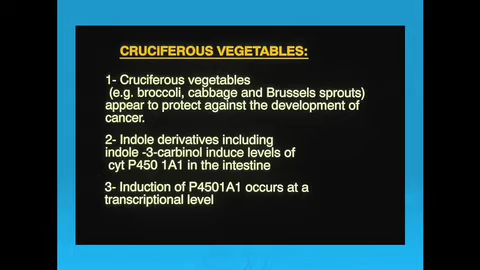 CRUCIFEROUS VEGETABLES:
1- Cruciferous vegetables
(e.g. broccoli, cabbage and Brussels sprouts)
appear to protect against the development of
cancer.
2- Indole derivatives including
indole -3-carbinol induce levels of
cyt P450 1A1 in the intestine
3- Induction of P4501A1 occurs at a
transcriptional level